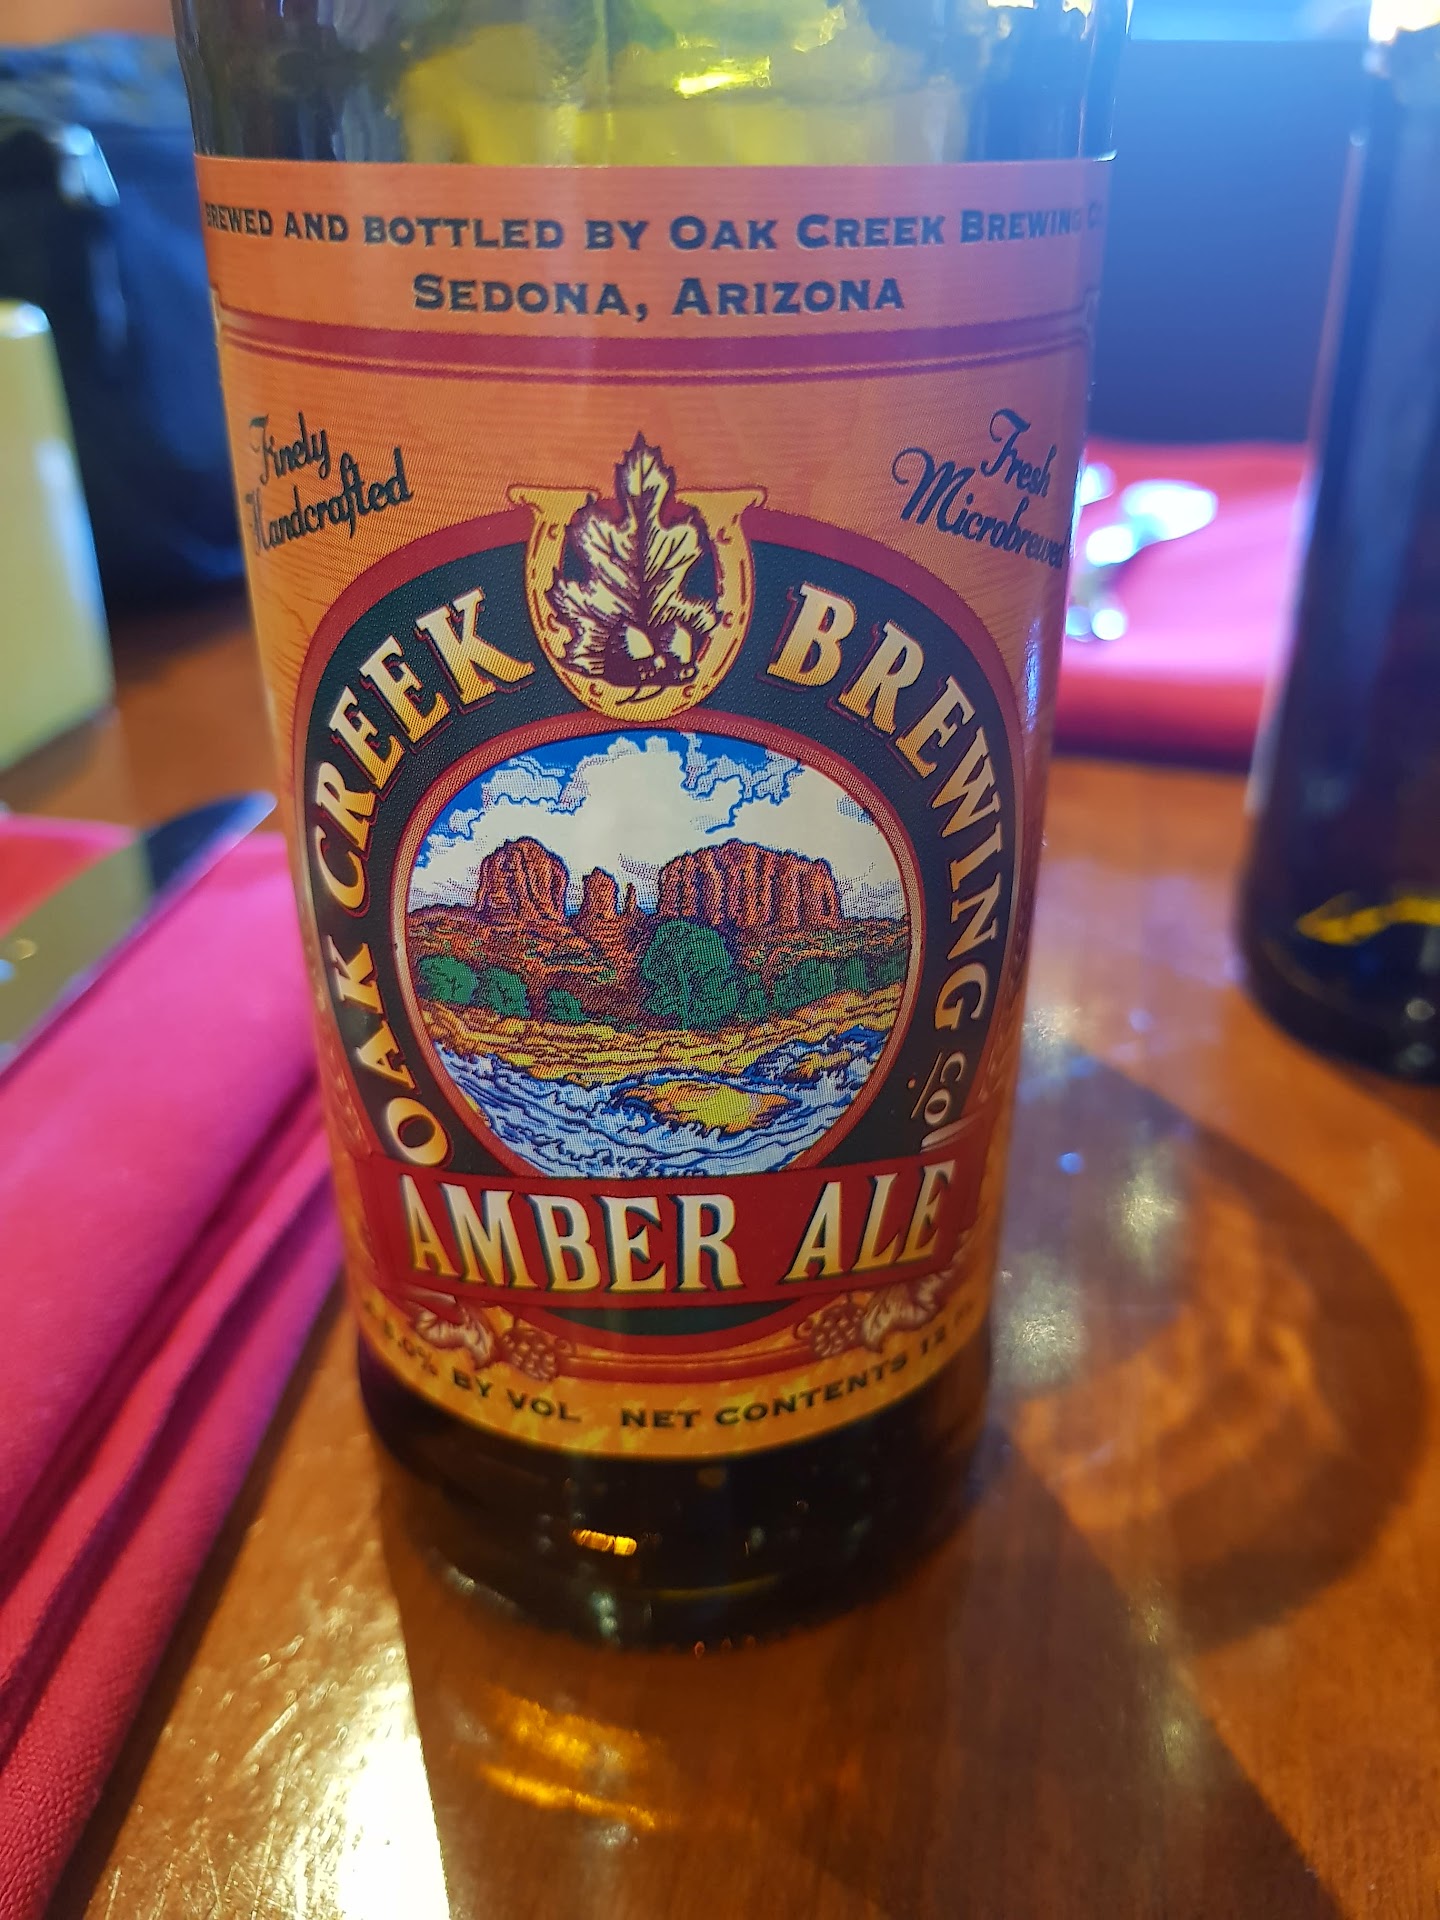 BREWED AND BOTTLED BY OAK CREEK BREWING
SEDONA, ARIZONA
Finely
Handcrafted
Fresh
Microbrewed
OAK CREEK BREWING CO.
AMBER ALE
BY VOL NET CONTENTS 12